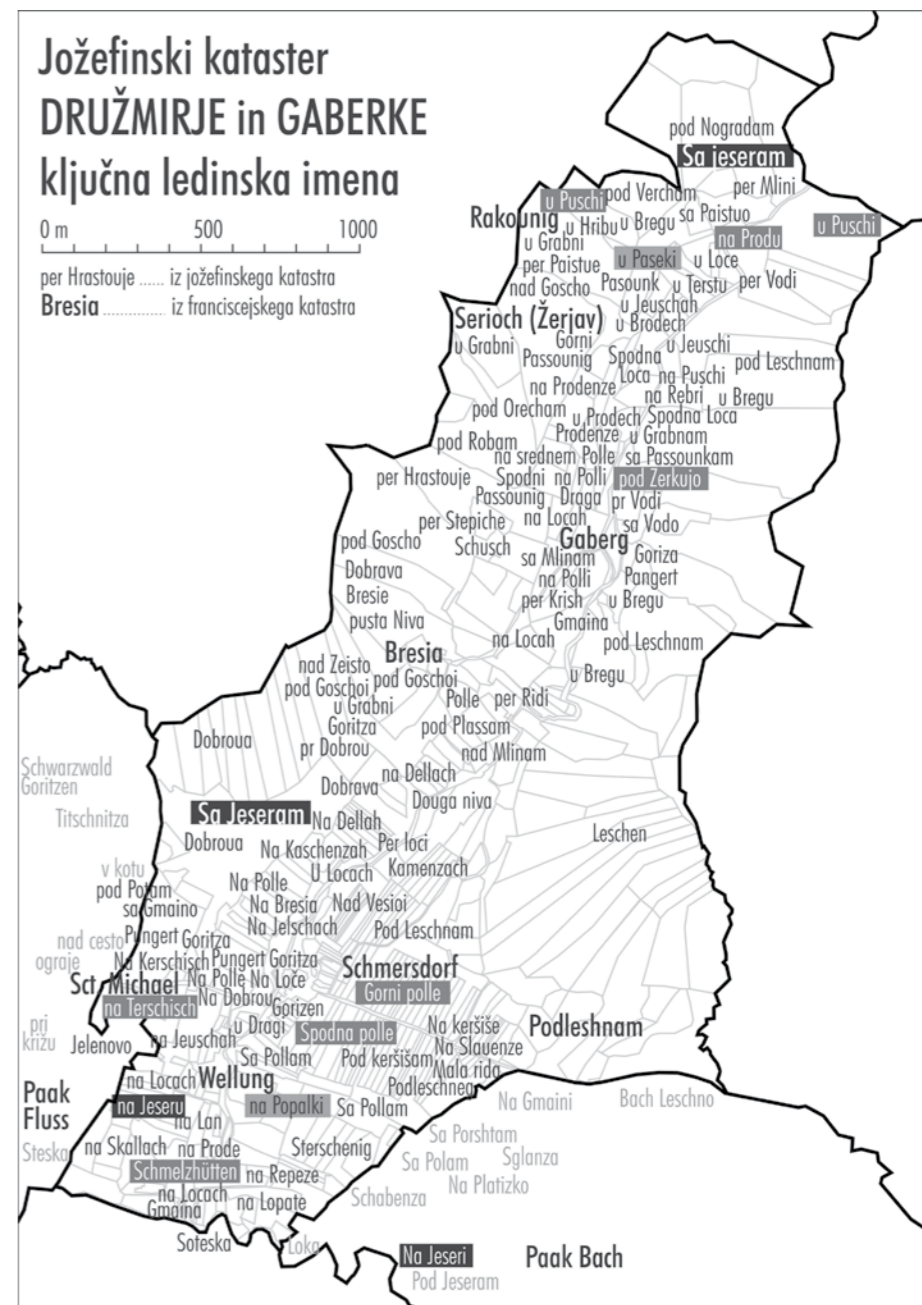 Jožefinski kataster
DRUŽMIRJE in GABERKE
ključna ledinska imena
0 m 500 1000
per Hrastouje ...... iz jožefinskega katastra
Bresia ............... iz franciscejskega katastra
pod Nogradam
Sa jeseram
per Mlini
u Puschi
pod Vercham
sa Paistuo
Rakounig
u Hribu
u Bregu
na Produ
u Puschi
u Grabni
u Paseki
u Loce
per Paistue
nad Goscho
Pasounk
u Terstu
per Vodi
u Jeuschah
Serioch (Žerjav)
u Brodech
u Grabni
Gorni
Passounig
Spodna
Loca
u Jeuschi
pod Leschnam
na Puschi
na Prodenze
na Rebri
u Bregu
pod Orecham
u Prodech
Spodna Loca
Prodenze
u Grabnam
pod Robam
na srednem Polle
sa Passounkam
per Hrastouje
Spodni
Passounig
na Polli
pod Zerkujo
Draga
pr Vodi
per Stepiche
na Locah
sa Vodo
pod Goscho
Schusch
Gaberg
sa Mlinam
Goriza
Dobrava
na Polli
Pangert
Bresie
per Krish
u Bregu
pusta Niva
Gmaina
na Locah
pod Leschnam
Bresia
nad Zeisto
pod Goschoi
u Bregu
pod Goschoi
u Grabni
Polle
per Ridi
Goritza
pod Plassam
Dobroua
pr Dobrou
nad Mlinam
Schwarzwald
Goritzen
na Dellach
Dobrava
Douga niva
Titschnitza
Sa Jeseram
Na Dellah
Leschen
Dobroua
Na Kaschenzah
Per loci
v kotu
U Locach
Kamenzach
pod Potam
Na Polle
sa Gmaino
Na Bresia
Nad Vesioi
Na Jelschach
Pod Leschnam
nad cesto
Pungert
Goritza
ograje
Na Kerschisch
Pungert
Goritza
Schmersdorf
Sct. Michael
Na Polle
Na Loče
Gorni polle
na Terschisch
Na Dobrou
Gorizen
pri
križu
u Dragi
Spodna polle
Na keršiše
Podleshnam
Jelenovo
na Jeuschah
Na Slauenze
Sa Pollam
Pod keršišam
Mala rida
na Locach
Wellung
Podleschnea
Paak
Fluss
na Jeseru
na Popalki
Sa Pollam
Na Gmaini
Bach Leschno
na Lan
Sa Porshtam
Steska
na Skallach
na Prode
Sterschenig
Sa Polam
Sglanza
Schmelzhütten
na Repeze
Na Platizko
na Locach
na Lopate
Schabenza
Gmaina
Soteska
Loka
Na Jeseri
Paak Bach
Pod Jeseram